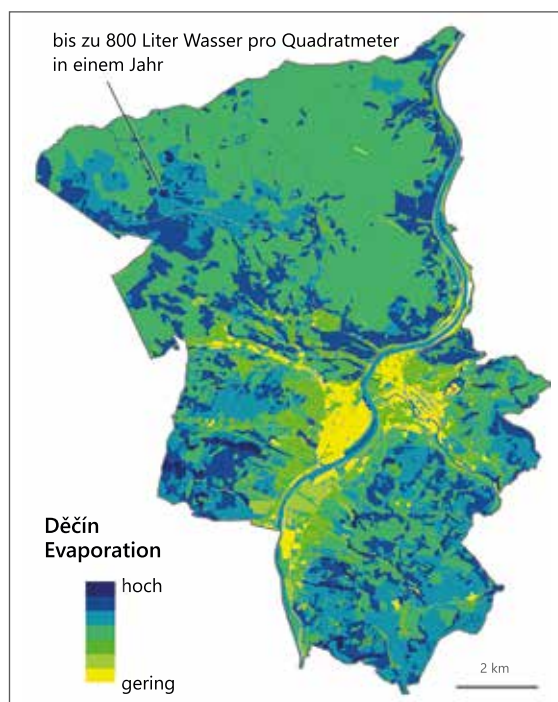 bis zu 800 Liter Wasser pro Quadratmeter
in einem Jahr
Děčín
Evaporation
hoch
gering
2 km